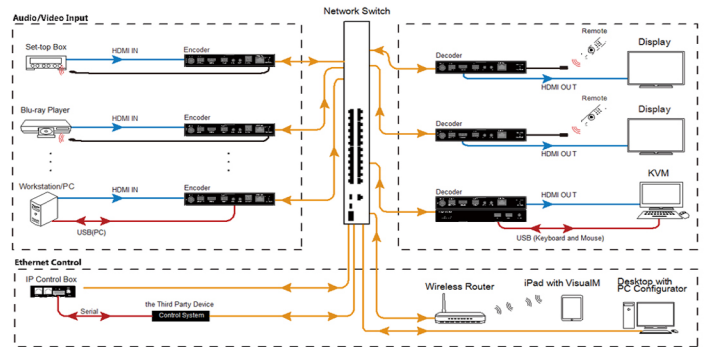 Network Switch
Audio/Video Input
Set-top Box
HDMI IN
Encoder
Decoder
Remote
Display
HDMI OUT
Blu-ray Player
HDMI IN
Encoder
Decoder
Remote
Display
HDMI OUT
Workstation/PC
HDMI IN
Encoder
USB(PC)
Decoder
HDMI OUT
KVM
USB (Keyboard and Mouse)
Ethernet Control
IP Control Box
Serial
the Third Party Device
Control System
Wireless Router
iPad with VisualM
Desktop with
PC Configurator